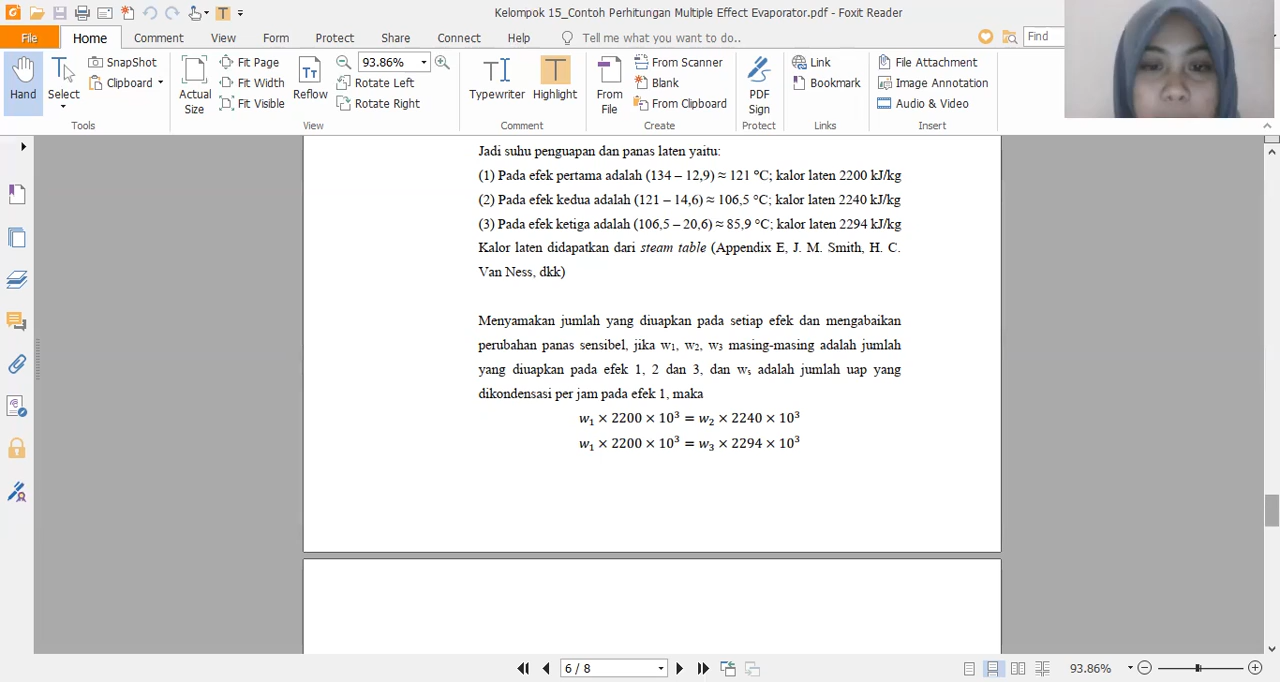 Kelompok 15_Contoh Perhitungan Multiple Effect Evaporator.pdf - Foxit Reader
File Home Comment View Form Protect Share Connect Help Tell me what you want to do.. Find
Hand
Select
SnapShot
Clipboard
Tools
Actual Size
Fit Page
Fit Width
Fit Visible
Reflow
93.86%
Rotate Left
Rotate Right
View
Typewriter
Highlight
Comment
From File
From Scanner
Blank
From Clipboard
Create
PDF Sign
Protect
Link
Bookmark
Links
File Attachment
Image Annotation
Audio & Video
Insert
Jadi suhu penguapan dan panas laten yaitu:
(1) Pada efek pertama adalah (134 – 12,9) ≈ 121 °C; kalor laten 2200 kJ/kg
(2) Pada efek kedua adalah (121 – 14,6) ≈ 106,5 °C; kalor laten 2240 kJ/kg
(3) Pada efek ketiga adalah (106,5 – 20,6) ≈ 85,9 °C; kalor laten 2294 kJ/kg
Kalor laten didapatkan dari steam table (Appendix E, J. M. Smith, H. C.
Van Ness, dkk)
Menyamakan jumlah yang diuapkan pada setiap efek dan mengabaikan
perubahan panas sensibel, jika w₁, w₂, w₃ masing-masing adalah jumlah
yang diuapkan pada efek 1, 2 dan 3, dan wₛ adalah jumlah uap yang
dikondensasi per jam pada efek 1, maka
w₁ × 2200 × 10³ = w₂ × 2240 × 10³
w₁ × 2200 × 10³ = w₃ × 2294 × 10³
6 / 8
93.86%